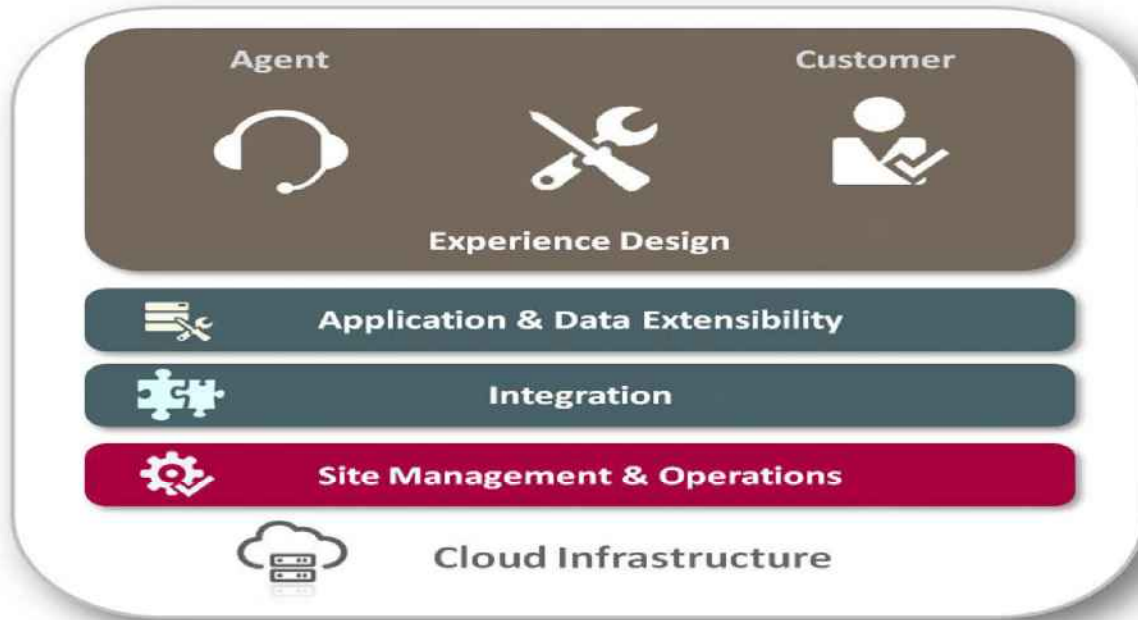 Agent
Customer
Experience Design
Application & Data Extensibility
Integration
Site Management & Operations
Cloud Infrastructure